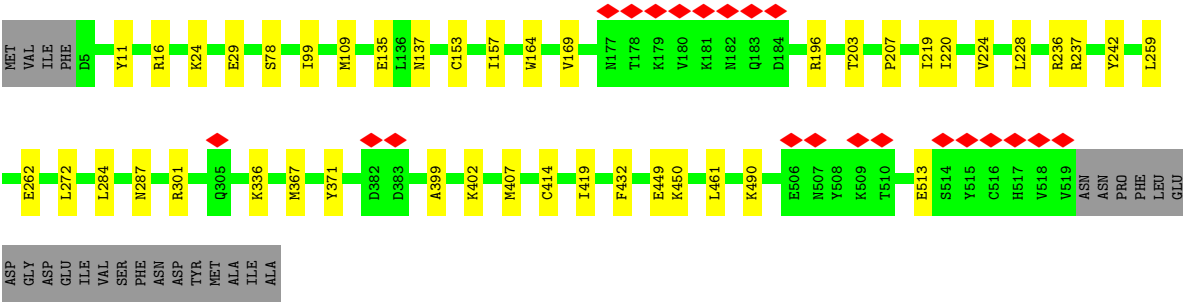 MET VAL ILE PHE D5 Y11 R16 K24 E29 S78 I99 M109 E135 L136 N137 C153 I157 W164 V169 N177 T178 K179 V180 K181 N182 Q183 D184 R196 T203 P207 I219 I220 V224 L228 R236 R237 Y242 L259
E262 L272 L284 N287 R301 Q305 K336 M367 Y371 D382 D383 A399 K402 M407 C414 I419 F432 E449 K450 L461 K490 E506 N507 Y508 K509 T510 E513 S514 Y515 C516 H517 V518 V519 ASN ASN PRO PHE LEU GLU
ASP GLY ASP GLU ILE VAL SER PHE ASN ASP TYR MET ALA ILE ALA